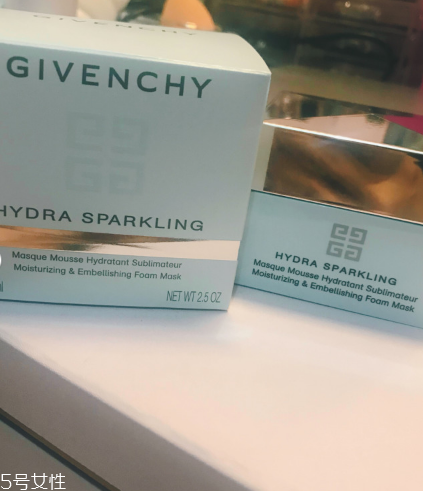 GIVENCHY
HYDRA SPARKLING
Masque Mousse Hydratant Sublimateur
Moisturizing & Embellishing Foam Mask
NET WT 2.5 OZ
HYDRA SPARKLING
Masque Mousse Hydratant Sublimateur
Moisturizing & Embellishing Foam Mask
5号女性